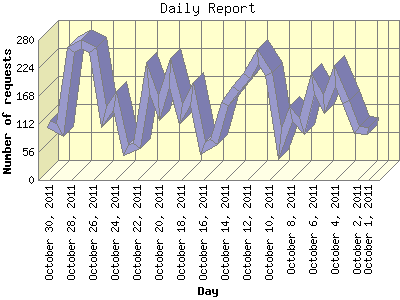 Daily Report
Number of requests
280
224
168
112
56
0
October 30, 2011
October 28, 2011
October 26, 2011
October 24, 2011
October 22, 2011
October 20, 2011
October 18, 2011
October 16, 2011
October 14, 2011
October 12, 2011
October 10, 2011
October 8, 2011
October 6, 2011
October 4, 2011
October 2, 2011
October 1, 2011
Day